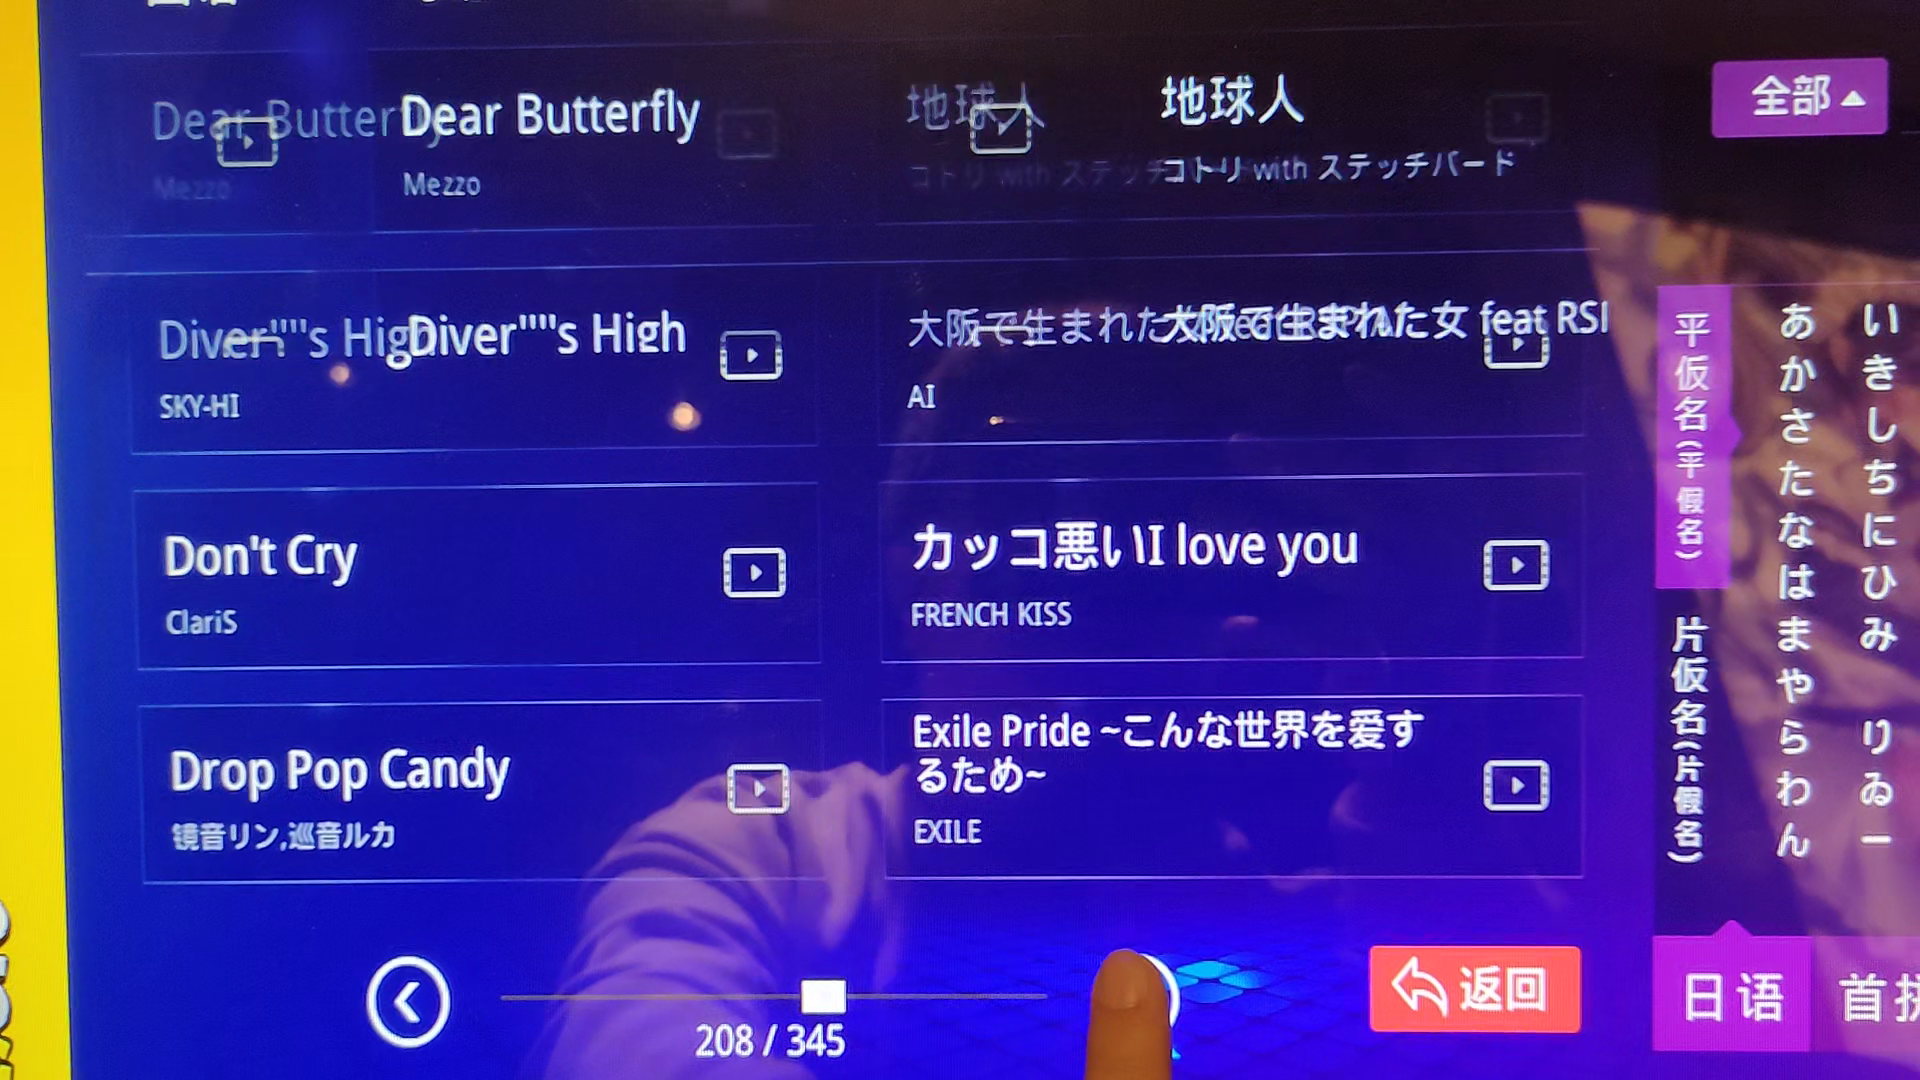 Dear Butterfly
Mezzo
地球人
コトリ with ステッチバード
全部
Diver""'s High
SKY-HI
大阪で生まれた女 feat RSP
AI
Don't Cry
ClariS
カッコ悪いI love you
FRENCH KISS
Drop Pop Candy
镜音リン,巡音ルカ
Exile Pride ~こんな世界を愛す
るため~
EXILE
平仮名(平假名)
片仮名(片假名)
あかさたなはまやらわん
いきしちにひみ りゐー
208 / 345
返回
日语
首拼